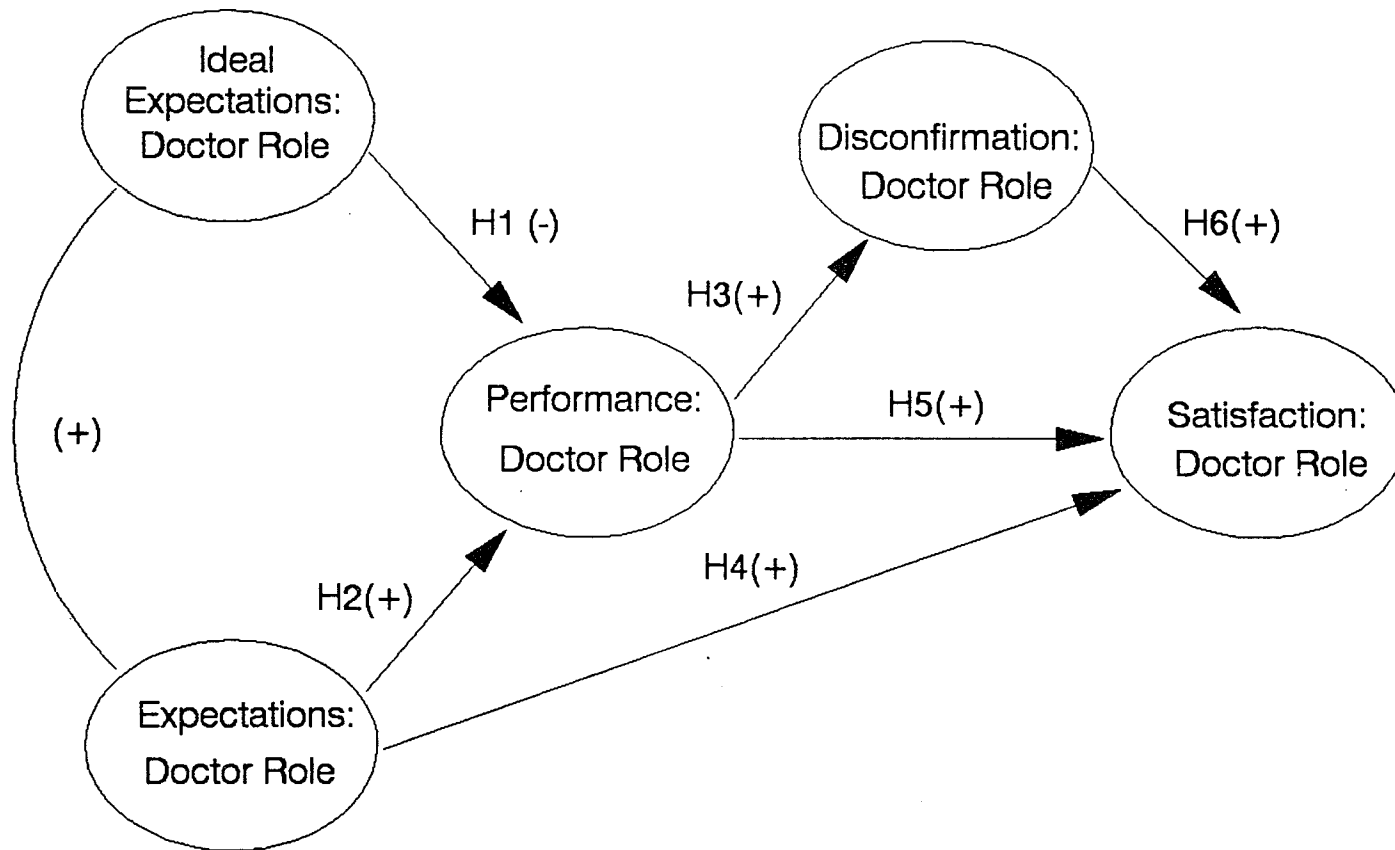 Ideal
Expectations:
Doctor Role
Disconfirmation:
Doctor Role
H1 (-)
H6(+)
H3(+)
Performance:
Doctor Role
H5(+)
Satisfaction:
Doctor Role
(+)
H4(+)
H2(+)
Expectations:
Doctor Role